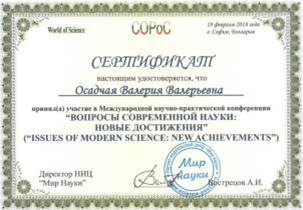 World of Science
COPoC
18 февраля 2018 года
г. София, Болгария
СЕРТИФИКАТ
настоящим удостоверяется, что
Осадчая Валерия Валерьевна
принял(а) участие в Международной научно-практической конференции
“ВОПРОСЫ СОВРЕМЕННОЙ НАУКИ:
НОВЫЕ ДОСТИЖЕНИЯ”
(“ISSUES OF MODERN SCIENCE: NEW ACHIEVEMENTS”)
Директор НИЦ
"Мир Науки"
Мир
Науки
Вострецов А.И.